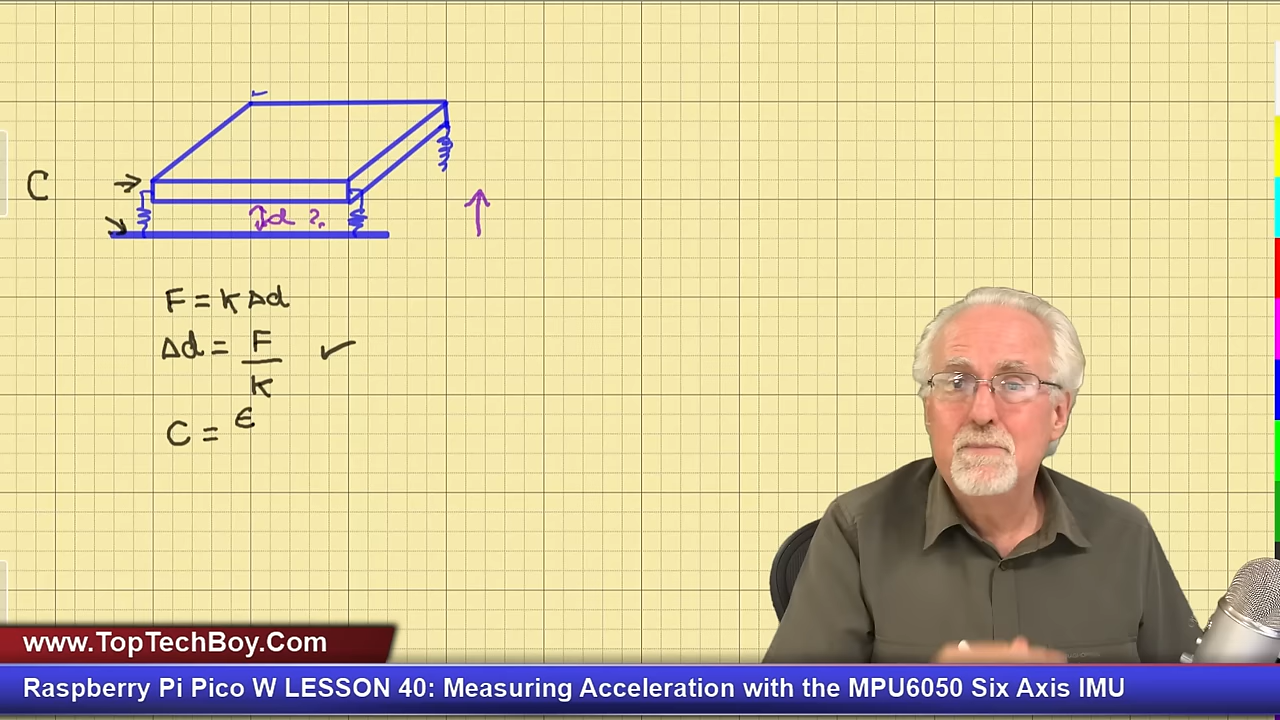 C
d ?
F = K Δd
Δd = F / K ✓
C = ε
www.TopTechBoy.Com
Raspberry Pi Pico W LESSON 40: Measuring Acceleration with the MPU6050 Six Axis IMU